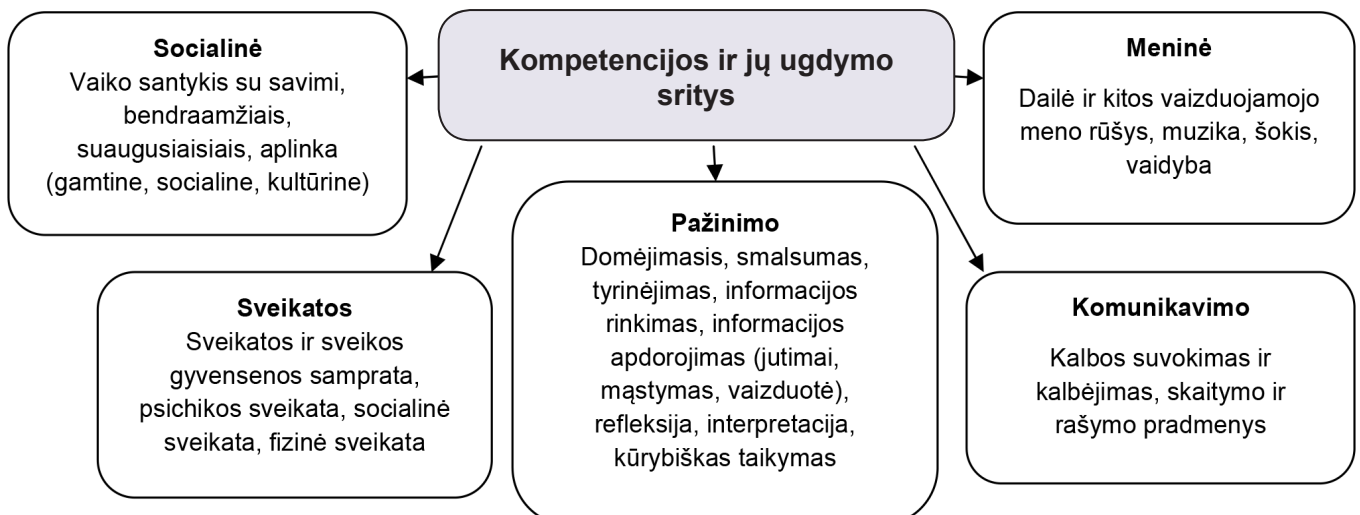 Kompetencijos ir jų ugdymo
sritys
Socialinė
Vaiko santykis su savimi,
bendraamžiais,
suaugusiaisiais, aplinka
(gamtine, socialine, kultūrine)
Meninė
Dailė ir kitos vaizduojamojo
meno rūšys, muzika, šokis,
vaidyba
Sveikatos
Sveikatos ir sveikos
gyvensenos samprata,
psichikos sveikata, socialinė
sveikata, fizinė sveikata
Pažinimo
Domėjimasis, smalsumas,
tyrinėjimas, informacijos
rinkimas, informacijos
apdorojimas (jutimai,
mąstymas, vaizduotė),
refleksija, interpretacija,
kūrybiškas taikymas
Komunikavimo
Kalbos suvokimas ir
kalbėjimas, skaitymo ir
rašymo pradmenys